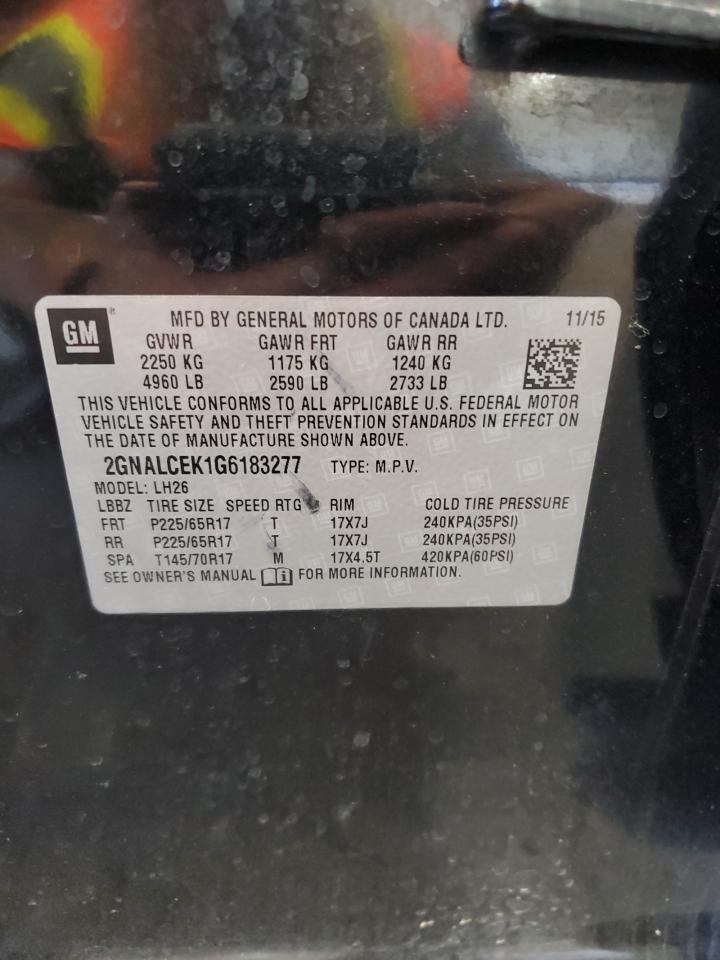 GM
MFD BY GENERAL MOTORS OF CANADA LTD. 11/15
GVWR GAWR FRT GAWR RR
2250 KG 1175 KG 1240 KG
4960 LB 2590 LB 2733 LB
THIS VEHICLE CONFORMS TO ALL APPLICABLE U.S. FEDERAL MOTOR
VEHICLE SAFETY AND THEFT PREVENTION STANDARDS IN EFFECT ON
THE DATE OF MANUFACTURE SHOWN ABOVE.
2GNALCEK1G6183277 TYPE: M.P.V.
MODEL: LH26
LBBZ TIRE SIZE SPEED RTG RIM COLD TIRE PRESSURE
FRT P225/65R17 T 17X7J 240KPA(35PSI)
RR P225/65R17 T 17X7J 240KPA(35PSI)
SPA T145/70R17 M 17X4.5T 420KPA(60PSI)
SEE OWNER'S MANUAL i FOR MORE INFORMATION.